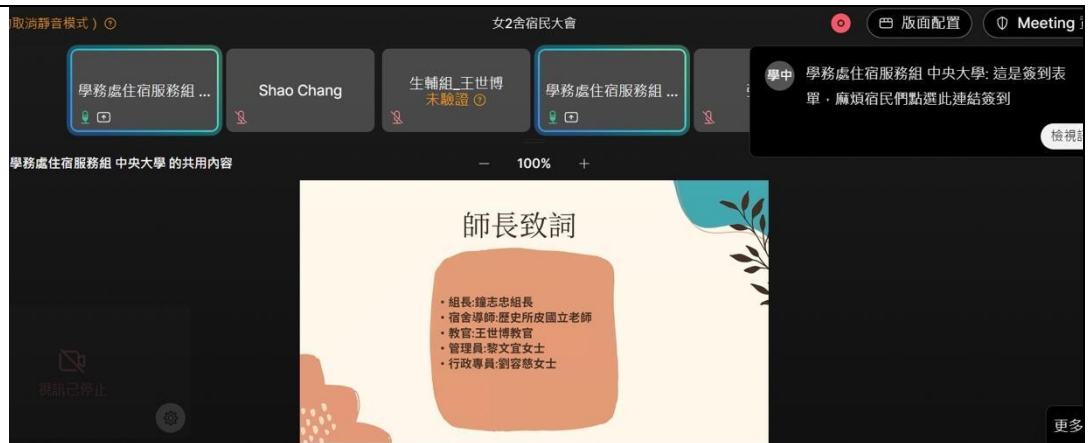 取消靜音模式）
女2舍宿民大會
版面配置
Meeting
學務處住宿服務組 ...
Shao Chang
生輔組_王世博
未驗證
學務處住宿服務組 ...
學中
學務處住宿服務組 中央大學: 這是簽到表
單，麻煩宿民們點選此連結簽到
檢視
學務處住宿服務組 中央大學 的共用內容
100%
師長致詞
・組長:鐘志忠組長
・宿舍導師:歷史所皮國立老師
・教官:王世博教官
・管理員:黎文宜女士
・行政專員:劉容慈女士
視訊已停止
更多